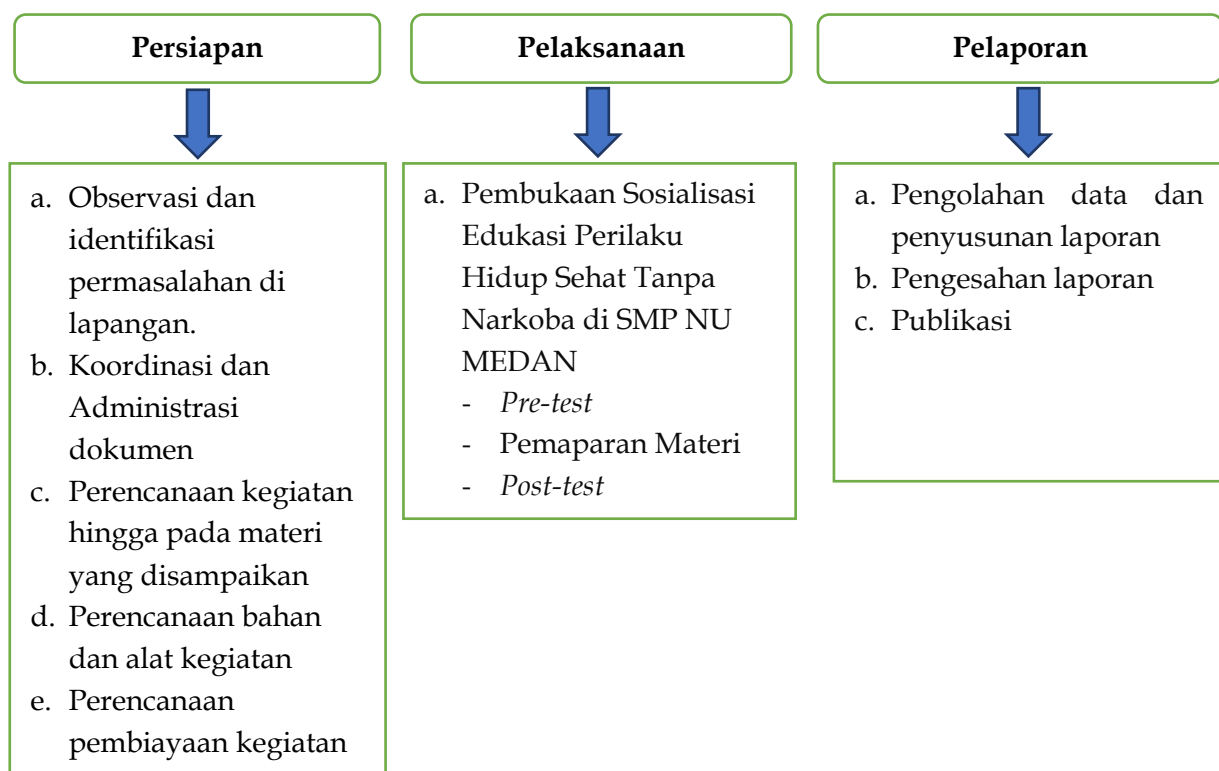 Persiapan
a. Observasi dan
identifikasi
permasalahan di
lapangan.
b. Koordinasi dan
Administrasi
dokumen
c. Perencanaan kegiatan
hingga pada materi
yang disampaikan
d. Perencanaan bahan
dan alat kegiatan
e. Perencanaan
pembiayaan kegiatan
Pelaksanaan
a. Pembukaan Sosialisasi
Edukasi Perilaku
Hidup Sehat Tanpa
Narkoba di SMP NU
MEDAN
- Pre-test
- Pemaparan Materi
- Post-test
Pelaporan
a. Pengolahan data dan
penyusunan laporan
b. Pengesahan laporan
c. Publikasi